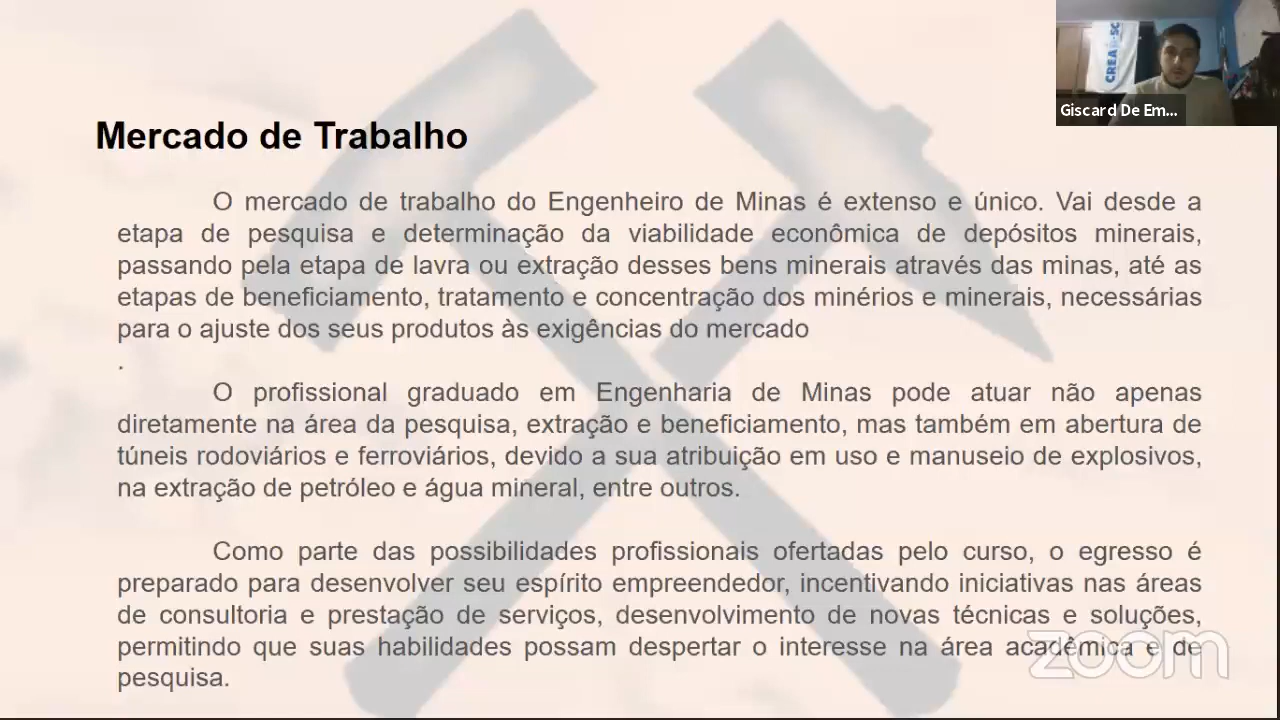 CREAjr-SC
Giscard De Em...
Mercado de Trabalho
O mercado de trabalho do Engenheiro de Minas é extenso e único. Vai desde a
etapa de pesquisa e determinação da viabilidade econômica de depósitos minerais,
passando pela etapa de lavra ou extração desses bens minerais através das minas, até as
etapas de beneficiamento, tratamento e concentração dos minérios e minerais, necessárias
para o ajuste dos seus produtos às exigências do mercado
.
O profissional graduado em Engenharia de Minas pode atuar não apenas
diretamente na área da pesquisa, extração e beneficiamento, mas também em abertura de
túneis rodoviários e ferroviários, devido a sua atribuição em uso e manuseio de explosivos,
na extração de petróleo e água mineral, entre outros.
Como parte das possibilidades profissionais ofertadas pelo curso, o egresso é
preparado para desenvolver seu espírito empreendedor, incentivando iniciativas nas áreas
de consultoria e prestação de serviços, desenvolvimento de novas técnicas e soluções,
permitindo que suas habilidades possam despertar o interesse na área acadêmica e de
pesquisa.
zoom